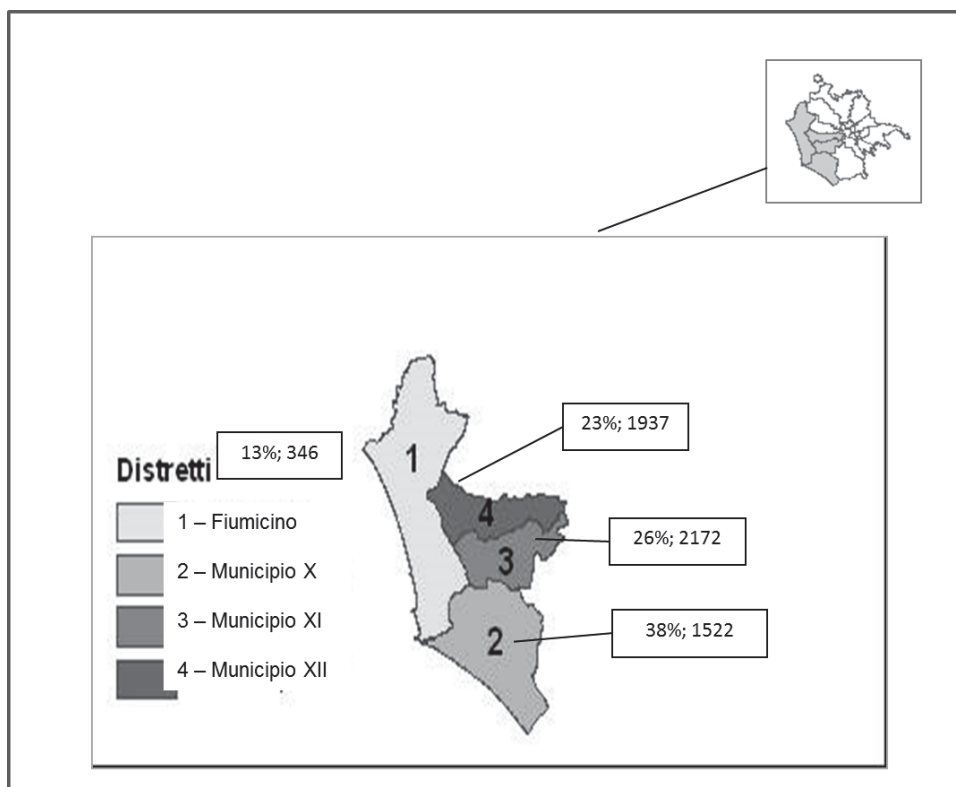 23%; 1937
Distretti
13%; 346
1
1 – Fiumicino
4
26%; 2172
2 – Municipio X
3
3 – Municipio XI
38%; 1522
2
4 – Municipio XII